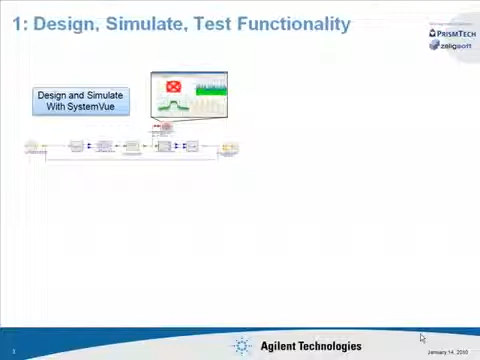 1: Design, Simulate, Test Functionality
PRISMTECH
zeligsoft
Design and Simulate
With SystemVue
Agilent Technologies
January 14, 2010